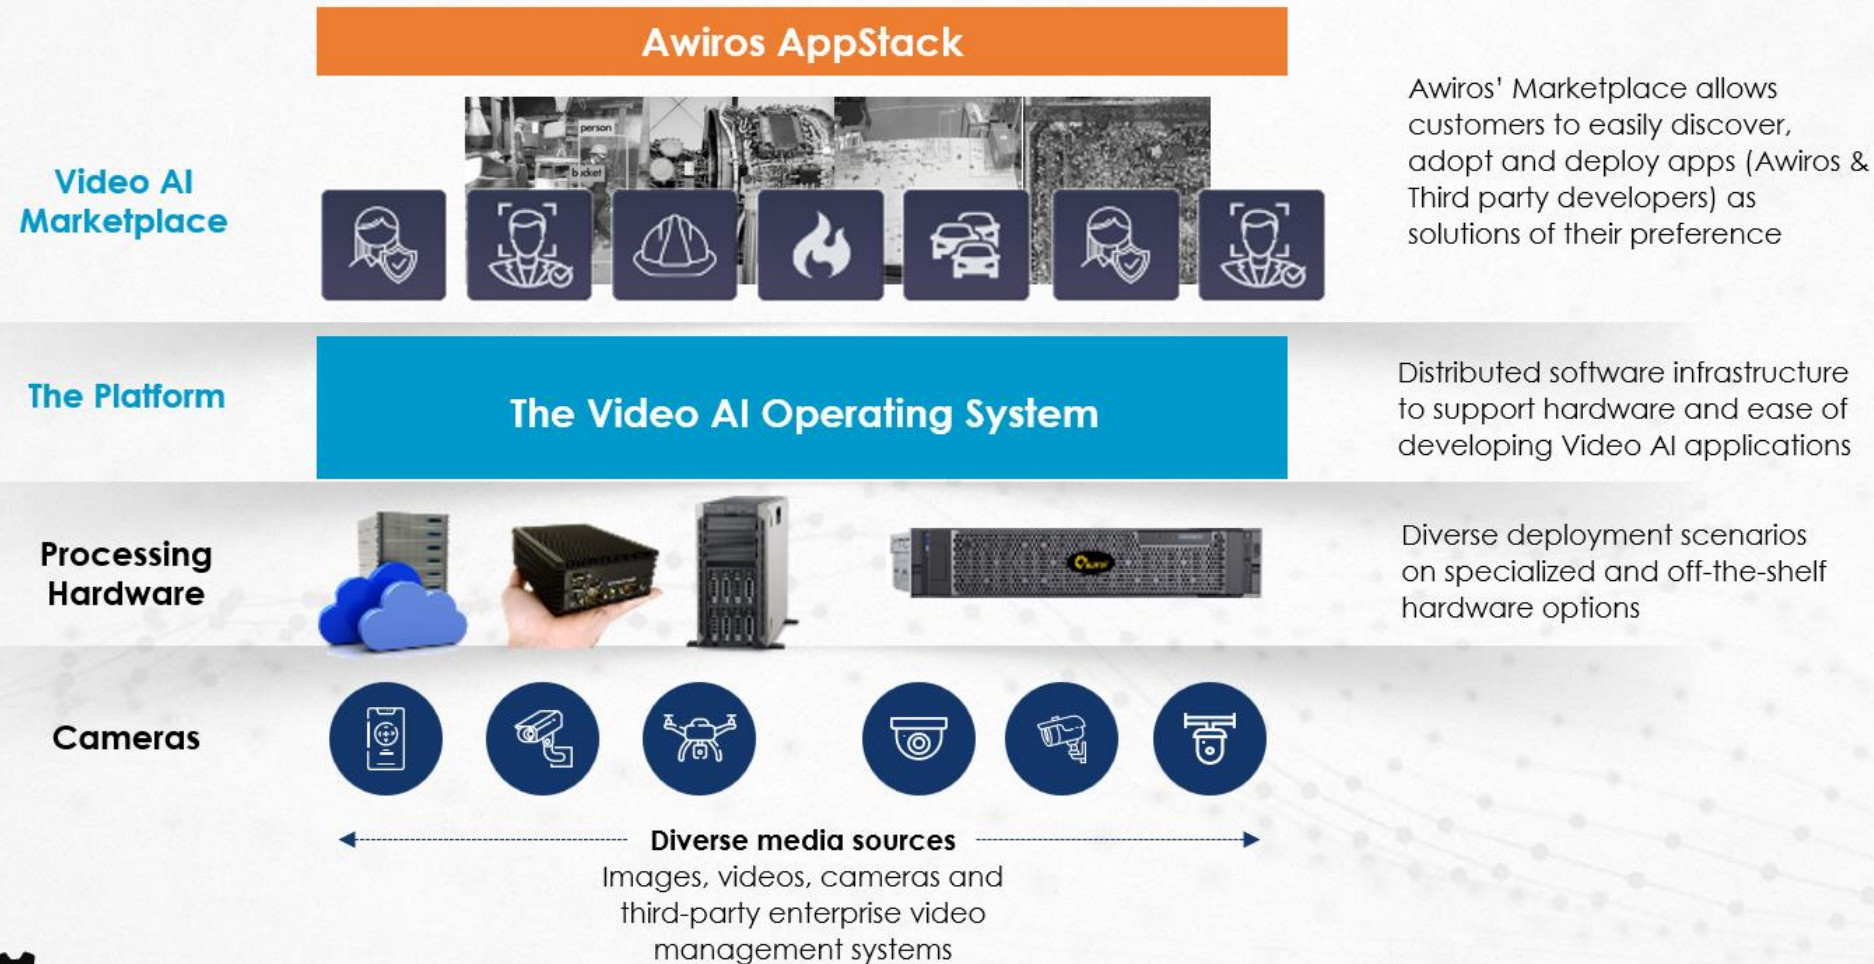 Awiros AppStack
person
bucket
Video AI
Marketplace
Awiros' Marketplace allows
customers to easily discover,
adopt and deploy apps (Awiros &
Third party developers) as
solutions of their preference
The Platform
The Video AI Operating System
Distributed software infrastructure
to support hardware and ease of
developing Video AI applications
Processing
Hardware
Diverse deployment scenarios
on specialized and off-the-shelf
hardware options
Cameras
Diverse media sources
Images, videos, cameras and
third-party enterprise video
management systems